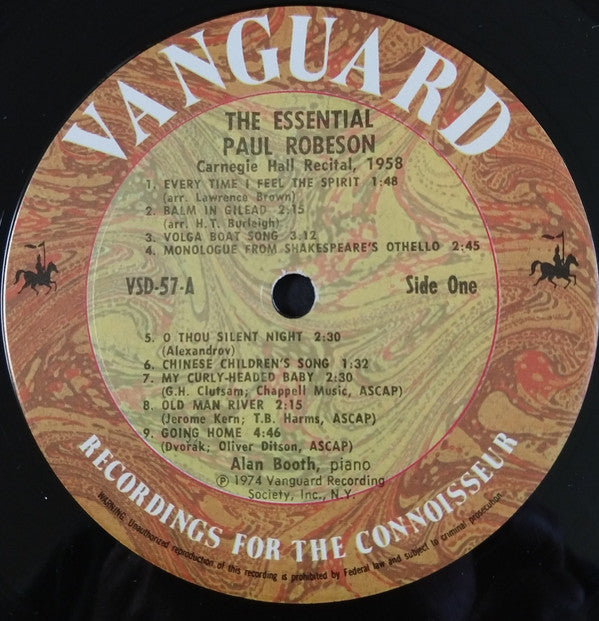 VANGUARD
THE ESSENTIAL
PAUL ROBESON
Carnegie Hall Recital, 1958
1. EVERY TIME I FEEL THE SPIRIT 1:48
(arr. Lawrence Brown)
2. BALM IN GILEAD 2:15
(arr. H.T. Burleigh)
3. VOLGA BOAT SONG 3:12
4. MONOLOGUE FROM SHAKESPEARE'S OTHELLO 2:45
VSD-57-A
Side One
5. O THOU SILENT NIGHT 2:30
(Alexandrov)
6. CHINESE CHILDREN'S SONG 1:32
7. MY CURLY-HEADED BABY 2:30
(G.H. Clutsam; Chappell Music, ASCAP)
8. OLD MAN RIVER 2:15
(Jerome Kern; T.B. Harms, ASCAP)
9. GOING HOME 4:46
(Dvořák; Oliver Ditson, ASCAP)
Alan Booth, piano
℗ 1974 Vanguard Recording
Society, Inc., N.Y.
RECORDINGS FOR THE CONNOISSEUR
WARNING: Unauthorized reproduction of this recording is prohibited by Federal law and subject to criminal prosecution.